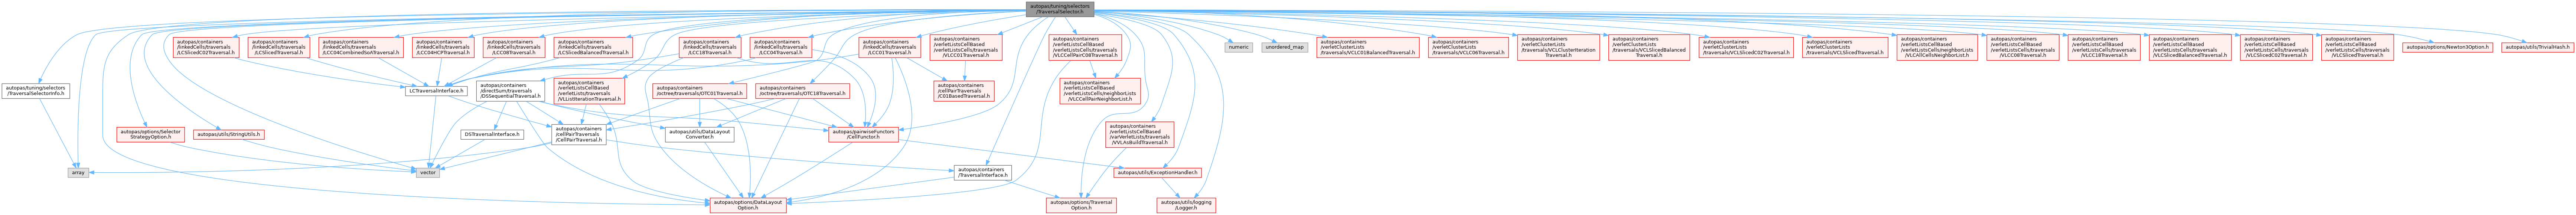 autopas/tuning/selectors
/TraversalSelector.h
autopas/containers
/linkedCells/traversals
/LCSlicedC02Traversal.h
autopas/containers
/linkedCells/traversals
/LCSlicedTraversal.h
autopas/containers
/linkedCells/traversals
/LCC04CombinedSoATraversal.h
autopas/containers
/linkedCells/traversals
/LCC04HCPTraversal.h
autopas/containers
/linkedCells/traversals
/LCC08Traversal.h
autopas/containers
/linkedCells/traversals
/LCSlicedBalancedTraversal.h
autopas/containers
/linkedCells/traversals
/LCC18Traversal.h
autopas/containers
/linkedCells/traversals
/LCC04Traversal.h
autopas/containers
/linkedCells/traversals
/LCC01Traversal.h
autopas/containers
/verletListsCellBased
/verletListsCells/traversals
/VLCC01Traversal.h
autopas/containers
/verletListsCellBased
/verletListsCells/traversals
/VLCCellPairC08Traversal.h
numeric
unordered_map
autopas/containers
/verletClusterLists
/traversals/VCLC01BalancedTraversal.h
autopas/containers
/verletClusterLists
/traversals/VCLC06Traversal.h
autopas/containers
/verletClusterLists
/traversals/VCLClusterIteration
Traversal.h
autopas/containers
/verletClusterLists
/traversals/VCLSlicedBalanced
Traversal.h
autopas/containers
/verletClusterLists
/traversals/VCLSlicedC02Traversal.h
autopas/containers
/verletClusterLists
/traversals/VCLSlicedTraversal.h
autopas/containers
/verletListsCellBased
/verletListsCells/neighborLists
/VLCAllCellsNeighborList.h
autopas/containers
/verletListsCellBased
/verletListsCells/traversals
/VLCC08Traversal.h
autopas/containers
/verletListsCellBased
/verletListsCells/traversals
/VLCC18Traversal.h
autopas/containers
/verletListsCellBased
/verletListsCells/traversals
/VLCSlicedBalancedTraversal.h
autopas/containers
/verletListsCellBased
/verletListsCells/traversals
/VLCSlicedC02Traversal.h
autopas/containers
/verletListsCellBased
/verletListsCells/traversals
/VLCSlicedTraversal.h
autopas/options/Newton3Option.h
autopas/utils/TrivialHash.h
autopas/tuning/selectors
/TraversalSelectorInfo.h
LCTraversalInterface.h
autopas/containers
/directSum/traversals
/DSSequentialTraversal.h
autopas/containers
/verletListsCellBased
/verletLists/traversals
/VLListIterationTraversal.h
autopas/containers
/octree/traversals/OTC01Traversal.h
autopas/containers
/octree/traversals/OTC18Traversal.h
autopas/containers
/cellPairTraversals
/C01BasedTraversal.h
autopas/containers
/verletListsCellBased
/verletListsCells/neighborLists
/VLCCellPairNeighborList.h
autopas/options/Selector
StrategyOption.h
autopas/utils/StringUtils.h
DSTraversalInterface.h
autopas/containers
/cellPairTraversals
/CellPairTraversal.h
autopas/utils/DataLayout
Converter.h
autopas/pairwiseFunctors
/CellFunctor.h
autopas/containers
/verletListsCellBased
/varVerletLists/traversals
/VVLAsBuildTraversal.h
array
vector
autopas/containers
/TraversalInterface.h
autopas/utils/ExceptionHandler.h
autopas/options/DataLayout
Option.h
autopas/options/Traversal
Option.h
autopas/utils/logging
/Logger.h